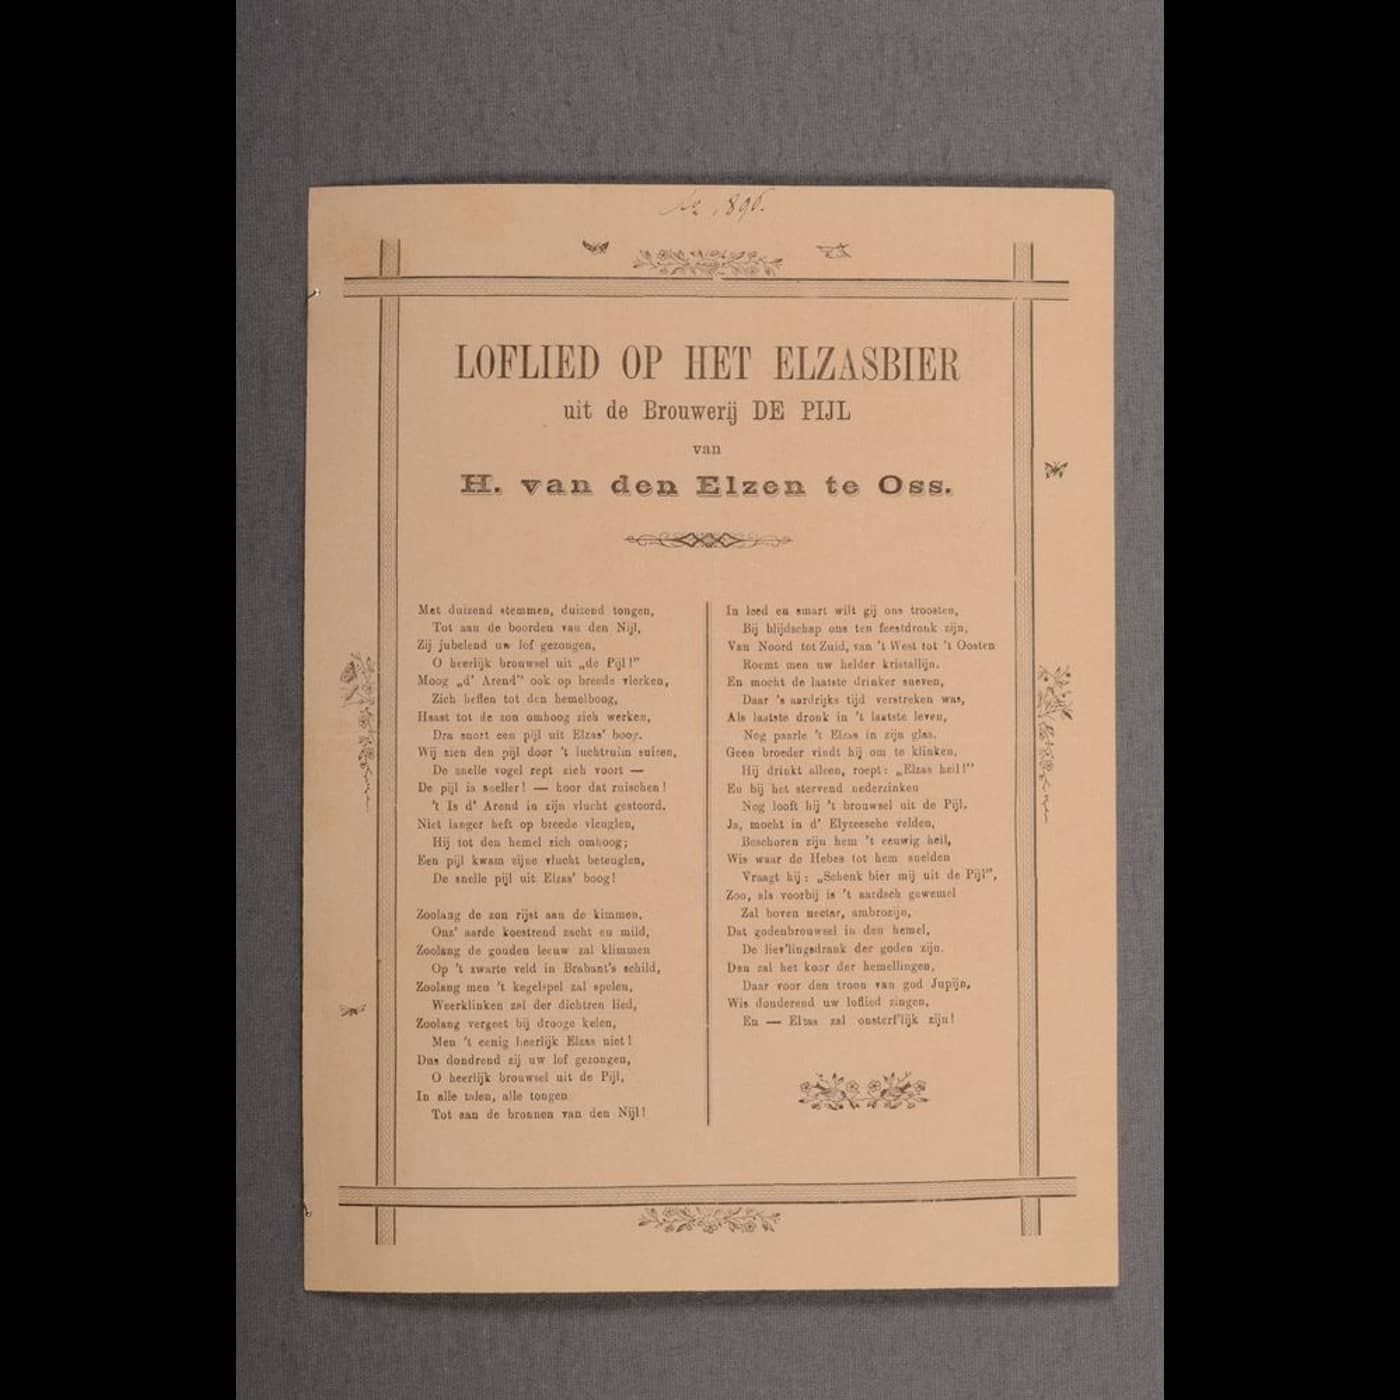 1896.
LOFLIED OP HET ELZASBIER
uit de Brouwerij DE PIJL
van
H. van den Elzen te Oss.
Met duizend stemmen, duizend tongen,
Tot aan de boorden van den Nijl,
Zij jubelend uw lof gezongen,
O heerlijk brouwsel uit „de Pijl!"
Moog „d' Arend" ook op breede vlerken,
Zich heffen tot den hemelboog,
Haast tot de zon omhoog zich werken,
Dra snort een pijl uit Elzas' boog.
Wij zien den pijl door 't luchtruim suizen,
De snelle vogel rept zich voort —
De pijl is sneller! — hoor dat ruischen!
't Is d' Arend in zijn vlucht gestoord.
Niet langer heft op breede vleuglen,
Hij tot den hemel zich omhoog;
Een pijl kwam zijne vlucht beteuglen,
De snelle pijl uit Elzas' boog!
Zoolang de zon rijst aan de kimmen,
Onz' aarde koestrend zacht en mild,
Zoolang de gouden leeuw zal klimmen
Op 't zwarte veld in Brabant's schild,
Zoolang men 't kegelspel zal spelen,
Weerklinken zal der dichtren lied,
Zoolang vergeet bij drooge kelen,
Men 't eenig heerlijk Elzas niet!
Dus dondrend zij uw lof gezongen,
O heerlijk brouwsel uit de Pijl,
In alle talen, alle tongen
Tot aan de bronnen van den Nijl!
In leed en smart wilt gij ons troosten,
Bij blijdschap ons ten feestdronk zijn,
Van Noord tot Zuid, van 't West tot 't Oosten
Roemt men uw helder kristallijn.
En mocht de laatste drinker sneven,
Daar 's aardrijks tijd verstreken was,
Als laatste dronk in 't laatste leven,
Nog paarle 't Elzas in zijn glas.
Geen broeder vindt hij om te klinken,
Hij drinkt alleen, roept: „Elzas heil!"
En bij het stervend nederzinken
Nog looft hij 't brouwsel uit de Pijl.
Ja, mocht in d' Elyzeesche velden,
Beschoren zijn hem 't eeuwig heil,
Wis waar de Hebes tot hem snelden
Vraagt hij: „Schenk bier mij uit de Pijl",
Zoo, als voorbij is 't aardsch gewemel
Zal boven nectar, ambrozijn,
Dat godenbrouwsel in den hemel,
De liev'lingsdrank der goden zijn.
Dan zal het koor der hemellingen,
Daar voor den troon van god Jupijn,
Wis donderend uw loflied zingen,
En — Elzas zal onsterf'lijk zijn!